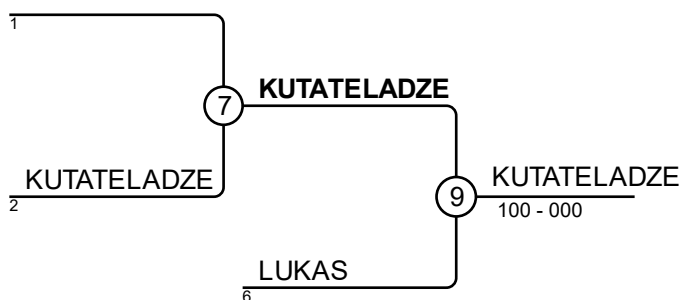 1
7
KUTATELADZE
KUTATELADZE
2
9
KUTATELADZE
100 - 000
LUKAS
6